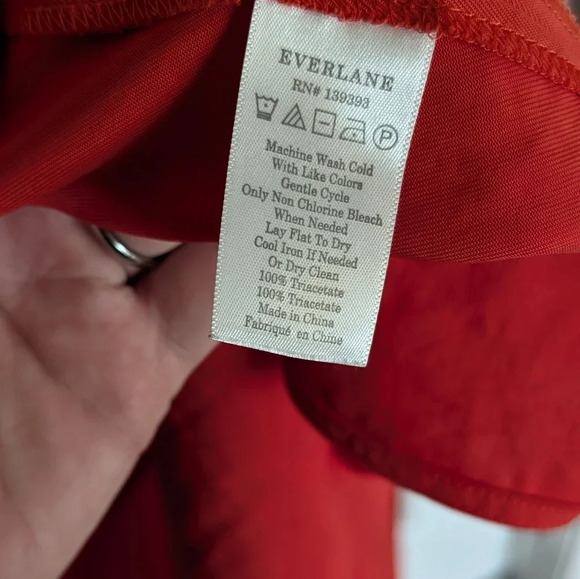 EVERLANE
RN# 139393
P
Machine Wash Cold
With Like Colors
Gentle Cycle
Only Non Chlorine Bleach
When Needed
Lay Flat To Dry
Cool Iron If Needed
Or Dry Clean
100% Triacetate
100% Triacetate
Made in China
Fabriqué en Chine